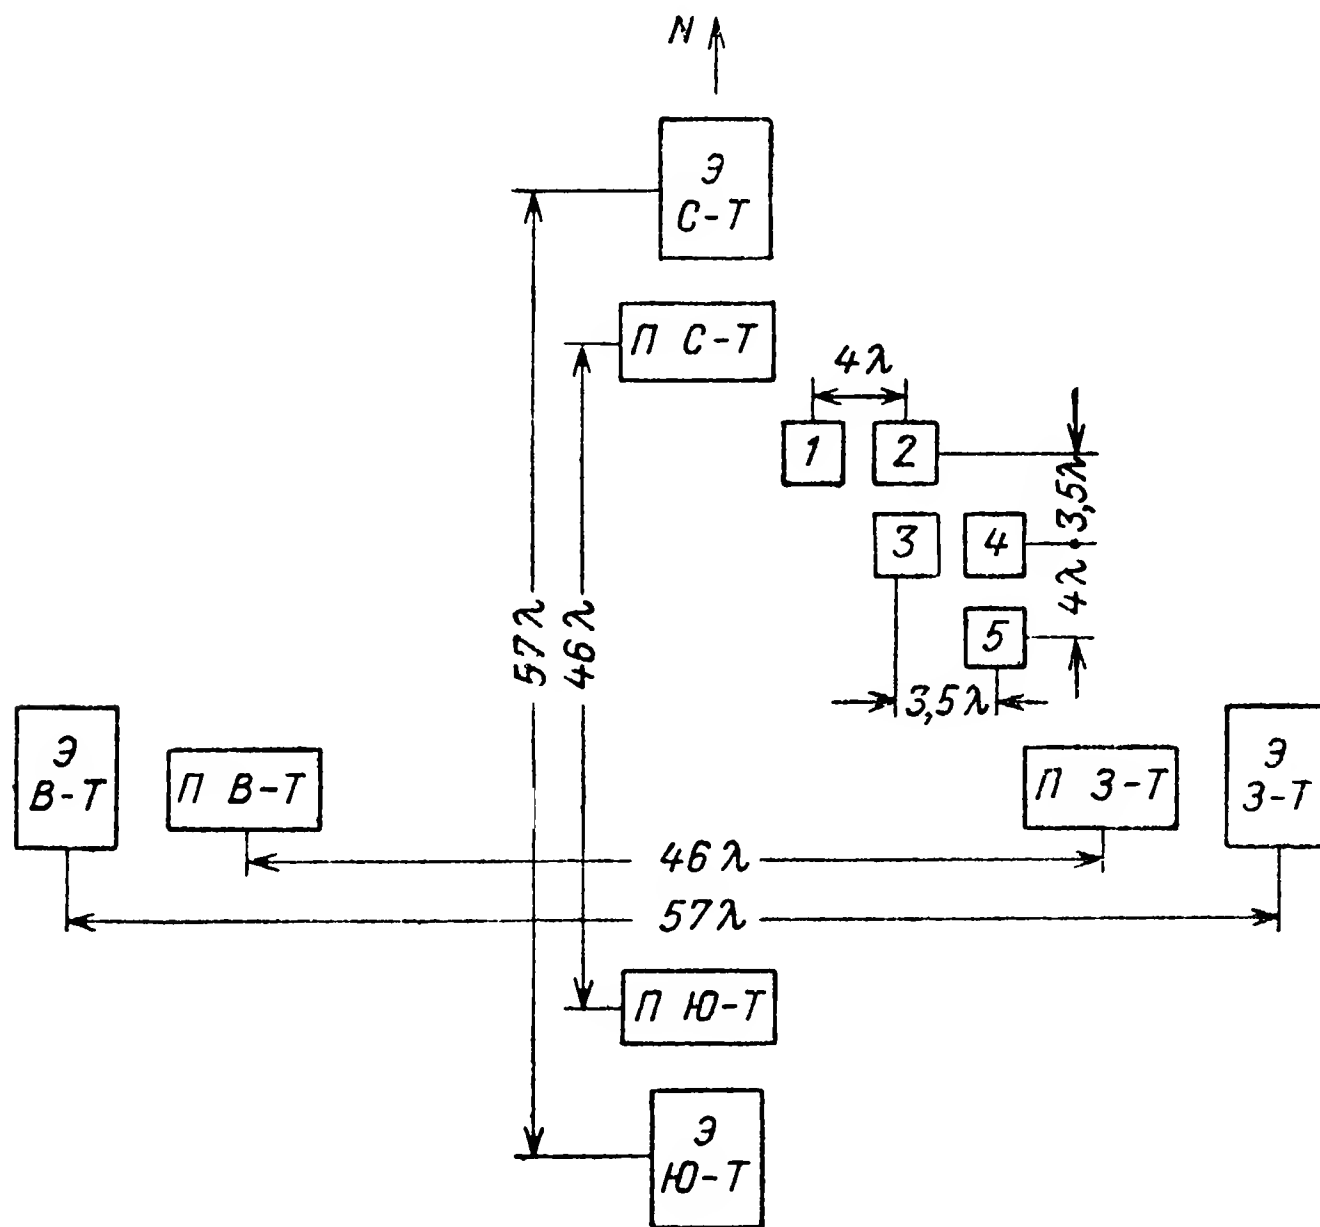 N
Э
С-Т
П С-Т
4λ
1
2
3,5λ
3
4
4λ
5
3,5λ
57λ
46λ
Э
В-Т
П В-Т
П З-Т
Э
З-Т
46λ
57λ
П Ю-Т
Э
Ю-Т